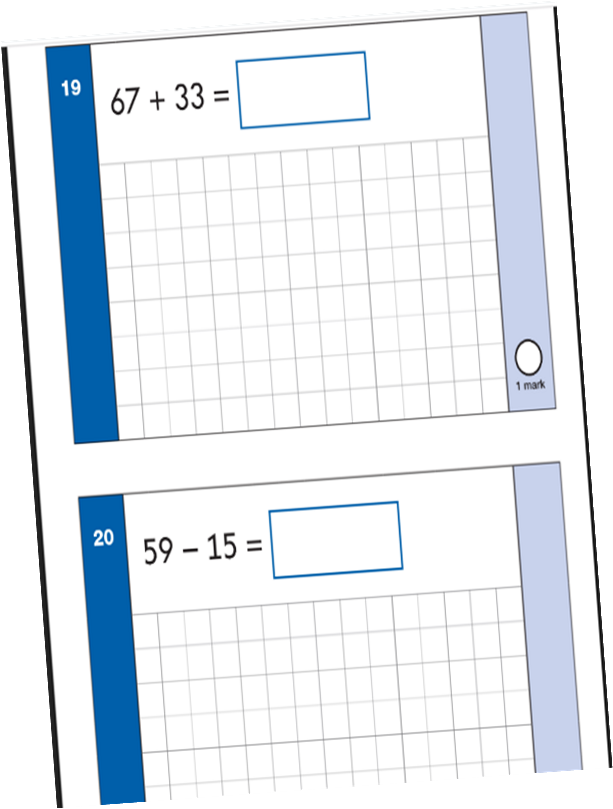 19
67 + 33 =
1 mark
20
59 – 15 =